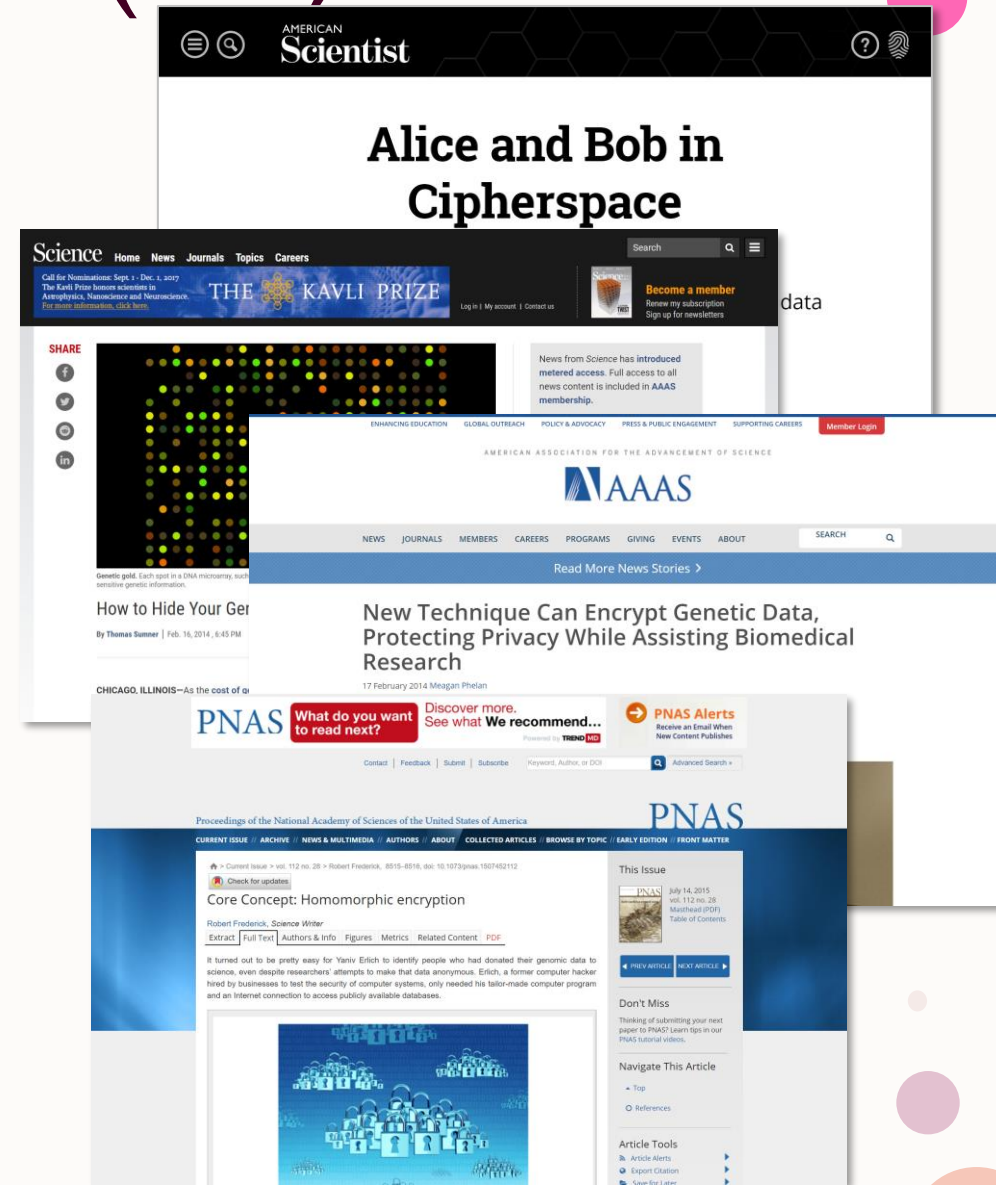 AMERICAN
Scientist
Alice and Bob in
Cipherspace
data
Science Home News Journals Topics Careers
Search
Call for Nominations: Sept. 1 - Dec. 1, 2017
The Kavli Prize honors scientists in
Astrophysics, Nanoscience and Neuroscience.
For more information, click here.
THE KAVLI PRIZE
Log in | My account | Contact us
Become a member
Renew my subscription
Sign up for newsletters
SHARE
News from Science has introduced
metered access. Full access to all
news content is included in AAAS
membership.
Genetic gold. Each spot in a DNA microarray, such
sensitive genetic information.
How to Hide Your Ger
By Thomas Sumner | Feb. 16, 2014, 6:45 PM
CHICAGO, ILLINOIS—As the cost of
ENHANCING EDUCATION GLOBAL OUTREACH POLICY & ADVOCACY PRESS & PUBLIC ENGAGEMENT SUPPORTING CAREERS Member Login
AMERICAN ASSOCIATION FOR THE ADVANCEMENT OF SCIENCE
AAAS
NEWS JOURNALS MEMBERS CAREERS PROGRAMS GIVING EVENTS ABOUT SEARCH
Read More News Stories >
New Technique Can Encrypt Genetic Data,
Protecting Privacy While Assisting Biomedical
Research
17 February 2014 Meagan Phelan
PNAS
What do you want
to read next?
Discover more.
See what We recommend...
Powered by TREND MD
PNAS Alerts
Receive an Email When
New Content Publishes
Contact | Feedback | Submit | Subscribe Keyword, Author, or DOI Advanced Search »
Proceedings of the National Academy of Sciences of the United States of America
PNAS
CURRENT ISSUE // ARCHIVE // NEWS & MULTIMEDIA // AUTHORS // ABOUT COLLECTED ARTICLES // BROWSE BY TOPIC // EARLY EDITION // FRONT MATTER
> Current Issue > vol. 112 no. 28 > Robert Frederick, 8515–8516, doi: 10.1073/pnas.1507452112
Check for updates
Core Concept: Homomorphic encryption
Robert Frederick, Science Writer
Extract Full Text Authors & Info Figures Metrics Related Content PDF
It turned out to be pretty easy for Yaniv Erlich to identify people who had donated their genomic data to
science, even despite researchers' attempts to make that data anonymous. Erlich, a former computer hacker
hired by businesses to test the security of computer systems, only needed his tailor-made computer program
and an Internet connection to access publicly available databases.
This Issue
PNAS
July 14, 2015
vol. 112 no. 28
Masthead (PDF)
Table of Contents
PREV ARTICLE NEXT ARTICLE
Don't Miss
Thinking of submitting your next
paper to PNAS? Learn tips in our
PNAS tutorial videos.
Navigate This Article
Top
References
Article Tools
Article Alerts
Export Citation
Save for Later